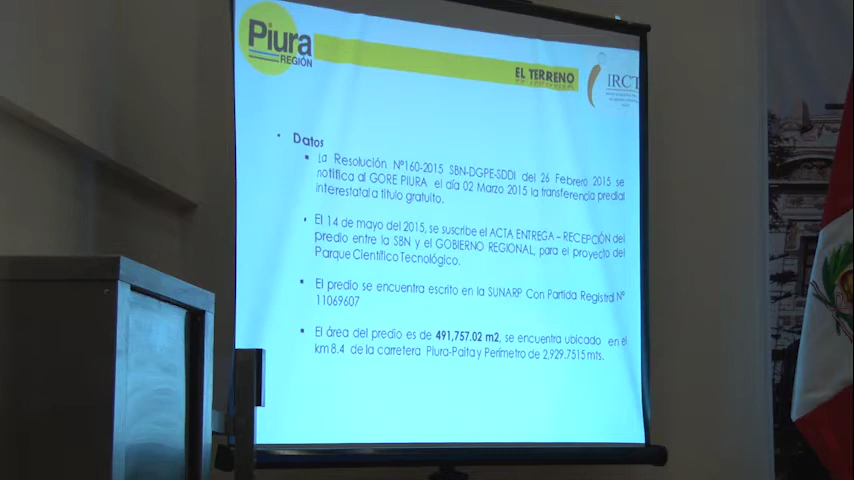 Piura
REGIÓN
EL TERRENO
IRCT
• Datos
▪ La Resolución Nº160-2015 SBN-DGPE-SDDI del 26 Febrero 2015 se
notifica al GORE PIURA el día 02 Marzo 2015 la transferencia predial
interestatal a título gratuito.
▪ El 14 de mayo del 2015, se suscribe el ACTA ENTREGA – RECEPCIÓN del
predio entre la SBN y el GOBIERNO REGIONAL, para el proyecto del
Parque Científico Tecnológico.
▪ El predio se encuentra escrito en la SUNARP Con Partida Registral Nº
11069607
▪ El área del predio es de 491,757.02 m2, se encuentra ubicado en el
km 8.4 de la carretera Piura-Paita y Perímetro de 2,929.7515 mts.